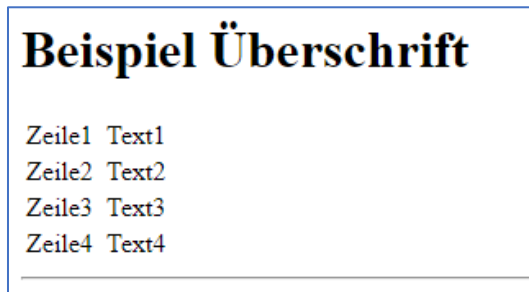 Beispiel Überschrift
Zeile1 Text1
Zeile2 Text2
Zeile3 Text3
Zeile4 Text4